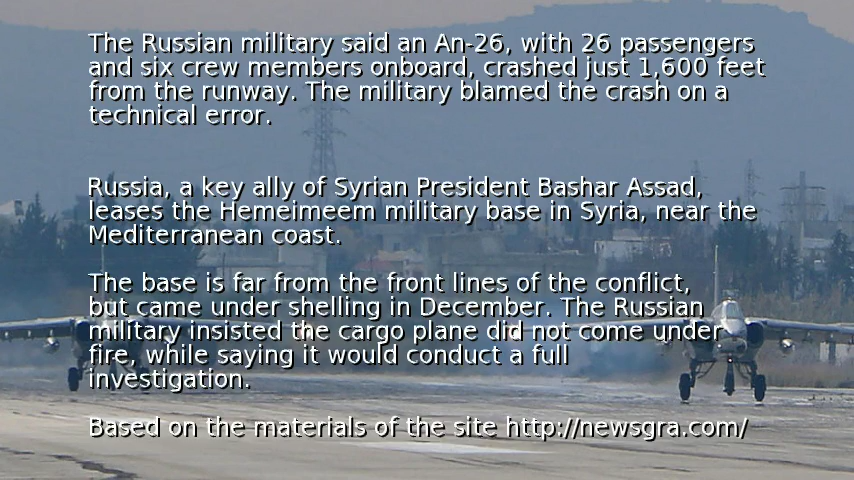 The Russian military said an An-26, with 26 passengers
and six crew members onboard, crashed just 1,600 feet
from the runway. The military blamed the crash on a
technical error.
Russia, a key ally of Syrian President Bashar Assad,
leases the Hemeimeem military base in Syria, near the
Mediterranean coast.
The base is far from the front lines of the conflict,
but came under shelling in December. The Russian
military insisted the cargo plane did not come under
fire, while saying it would conduct a full
investigation.
Based on the materials of the site http://newsgra.com/